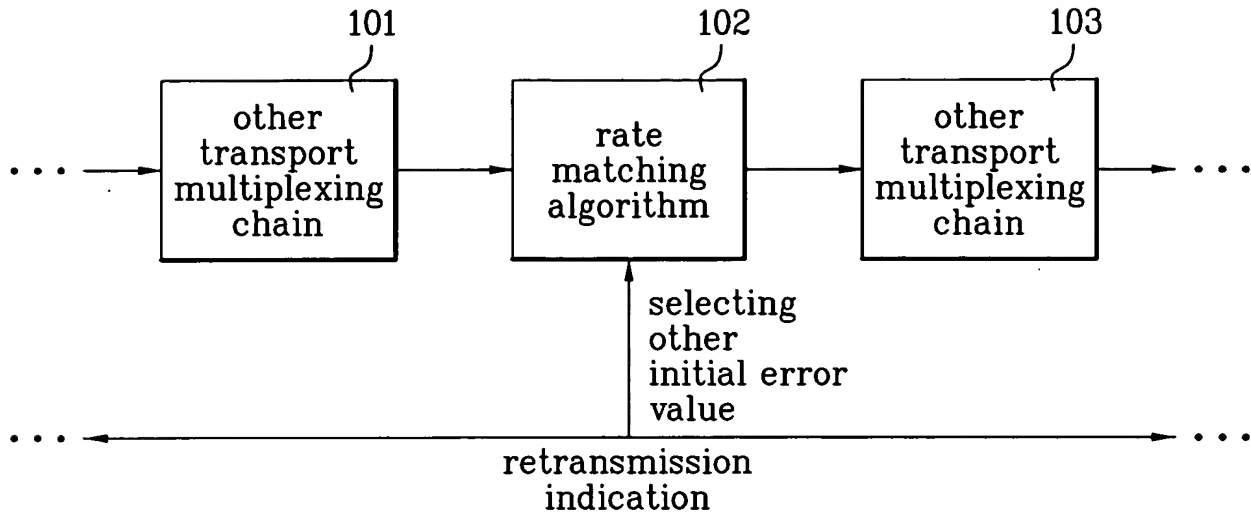 101
102
103
other
transport
multiplexing
chain
rate
matching
algorithm
other
transport
multiplexing
chain
selecting
other
initial error
value
retransmission
indication